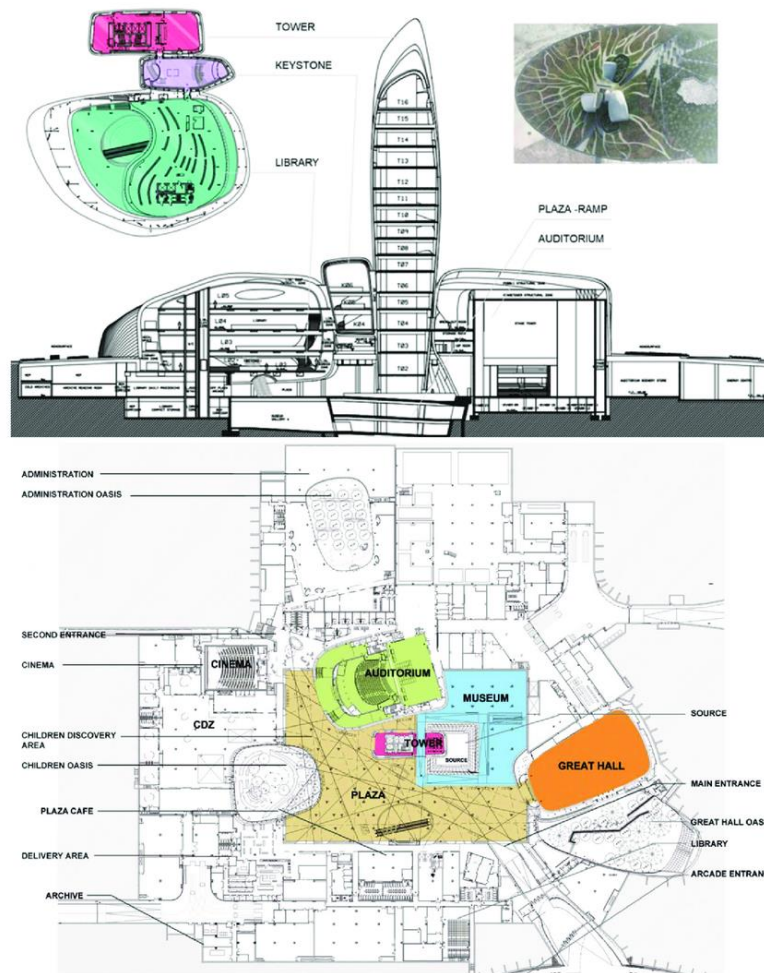 TOWER
KEYSTONE
LIBRARY
PLAZA -RAMP
AUDITORIUM
T16
T15
T14
T13
T12
T11
T10
T09
T08
T07
T06
T05
T04
T03
T02
K06
K04
L05
L04
L03
LIBRARY
ADMINISTRATION
ADMINISTRATION OASIS
SECOND ENTRANCE
CINEMA
CINEMA
AUDITORIUM
MUSEUM
CDZ
SOURCE
CHILDREN DISCOVERY
AREA
TOWER
SOURCE
CHILDREN OASIS
GREAT HALL
MAIN ENTRANCE
PLAZA
PLAZA CAFE
GREAT HALL OAS
LIBRARY
DELIVERY AREA
ARCADE ENTRAN
ARCHIVE